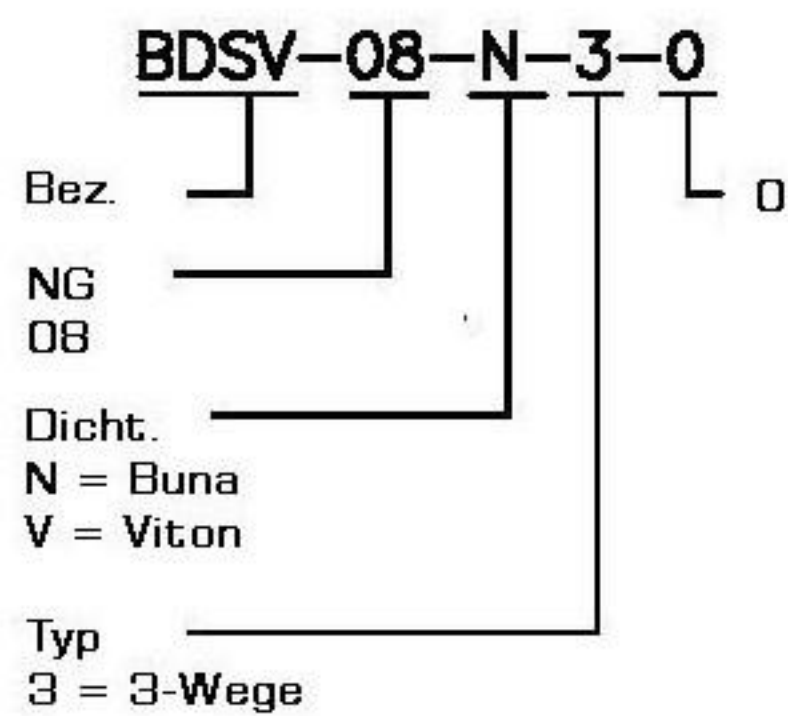 BDSV-08-N-3-0
Bez.
0
NG
08
Dicht.
N = Buna
V = Viton
Typ
3 = 3-Wege